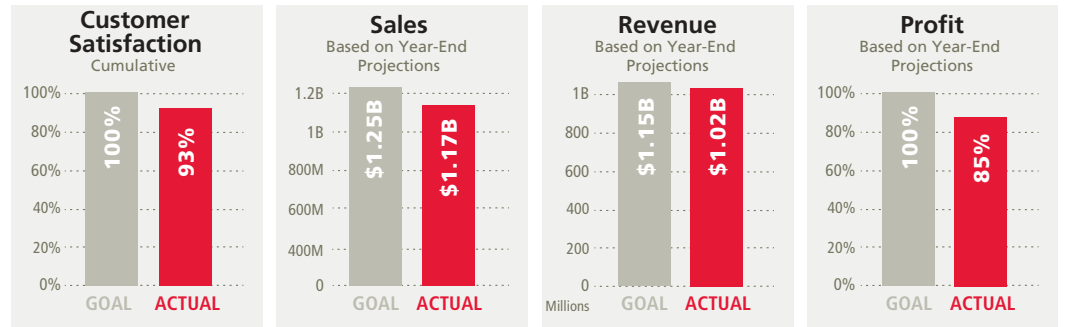 Customer
Satisfaction
Cumulative
100%
80%
60%
40%
20%
0%
100%
93%
GOAL ACTUAL
Sales
Based on Year-End
Projections
1.2B
1B
800M
600M
400M
0
$1.25B
$1.17B
GOAL ACTUAL
Revenue
Based on Year-End
Projections
1B
800
600
400
200
0
Millions
$1.15B
$1.02B
GOAL ACTUAL
Profit
Based on Year-End
Projections
100%
80%
60%
40%
20%
0%
100%
85%
GOAL ACTUAL